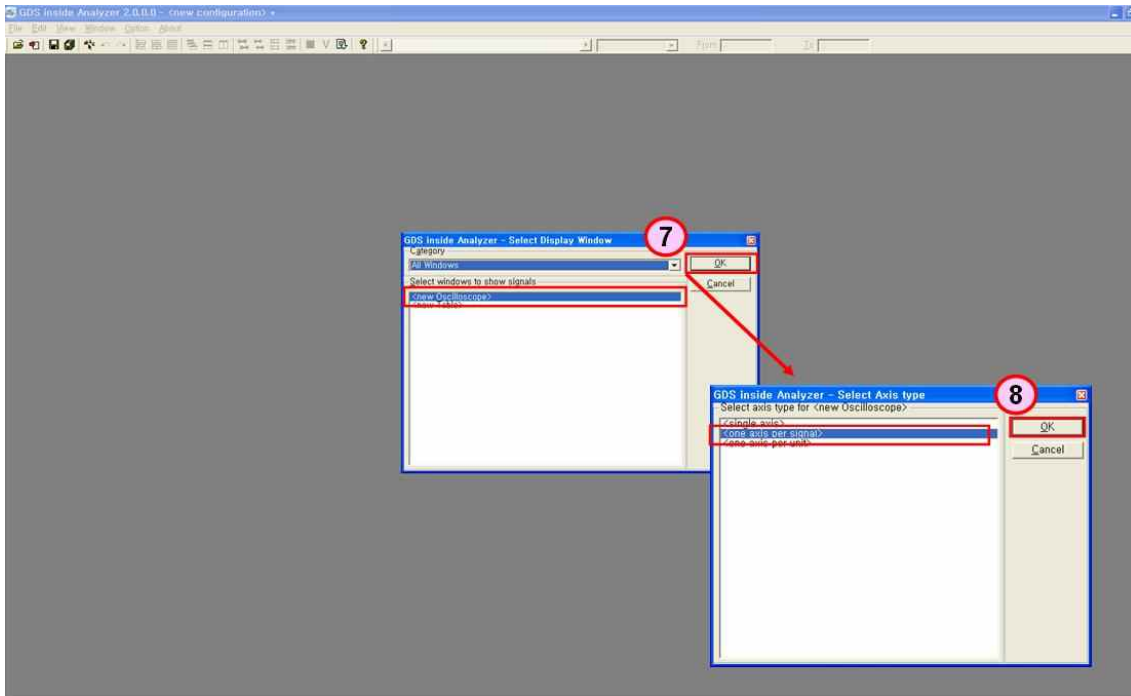 GDS inside Analyzer 2.0.0.0 - <new configuration> *
File Edit View Window Option About
From To
7
GDS inside Analyzer - Select Display Window
Category
All Windows
OK
Select windows to show signals
Cancel
<new Oscilloscope>
<new Table>
8
GDS inside Analyzer - Select Axis type
Select axis type for <new Oscilloscope>
<single axis>
OK
<one axis per signal>
<one axis per unit>
Cancel